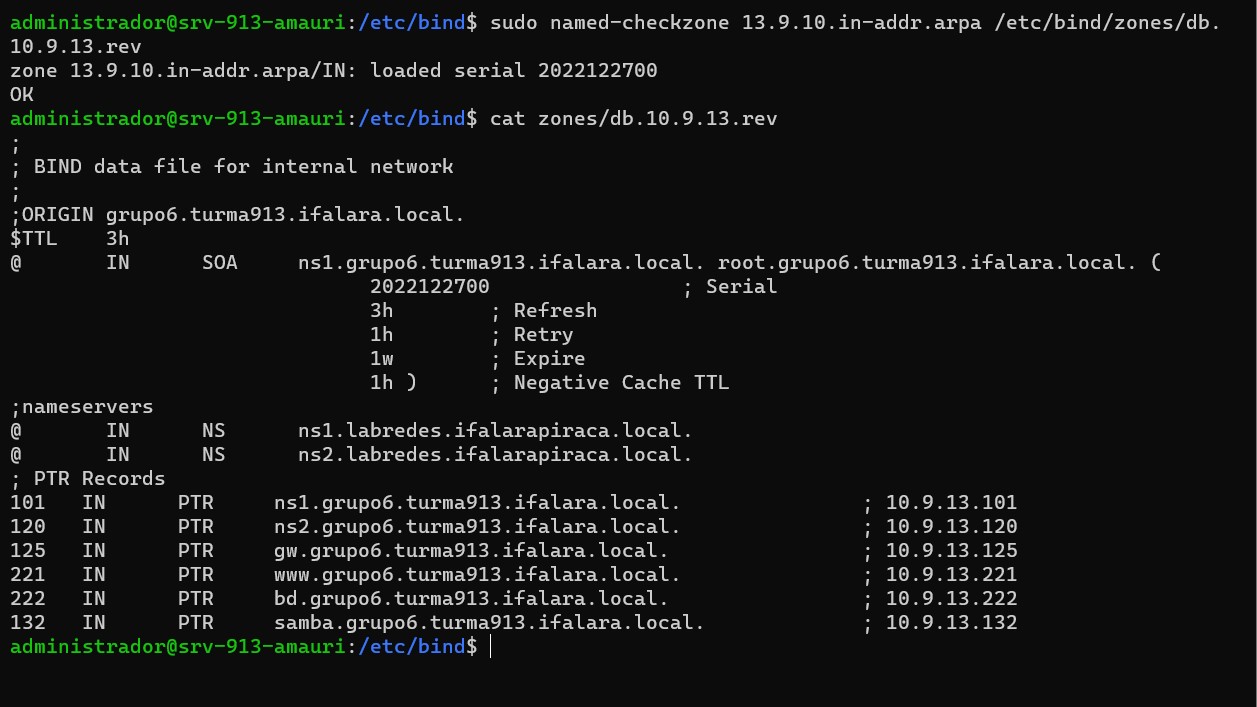 administrador@srv-913-amauri:/etc/bind$ sudo named-checkzone 13.9.10.in-addr.arpa /etc/bind/zones/db.
10.9.13.rev
zone 13.9.10.in-addr.arpa/IN: loaded serial 2022122700
OK
administrador@srv-913-amauri:/etc/bind$ cat zones/db.10.9.13.rev
;
; BIND data file for internal network
;
;ORIGIN grupo6.turma913.ifalara.local.
$TTL    3h
@       IN      SOA     ns1.grupo6.turma913.ifalara.local. root.grupo6.turma913.ifalara.local. (
                              2022122700                ; Serial
                              3h        ; Refresh
                              1h        ; Retry
                              1w        ; Expire
                              1h )      ; Negative Cache TTL
;nameservers
@       IN      NS      ns1.labredes.ifalarapiraca.local.
@       IN      NS      ns2.labredes.ifalarapiraca.local.
; PTR Records
101   IN      PTR     ns1.grupo6.turma913.ifalara.local.               ; 10.9.13.101
120   IN      PTR     ns2.grupo6.turma913.ifalara.local.               ; 10.9.13.120
125   IN      PTR     gw.grupo6.turma913.ifalara.local.                ; 10.9.13.125
221   IN      PTR     www.grupo6.turma913.ifalara.local.               ; 10.9.13.221
222   IN      PTR     bd.grupo6.turma913.ifalara.local.                ; 10.9.13.222
132   IN      PTR     samba.grupo6.turma913.ifalara.local.             ; 10.9.13.132
administrador@srv-913-amauri:/etc/bind$